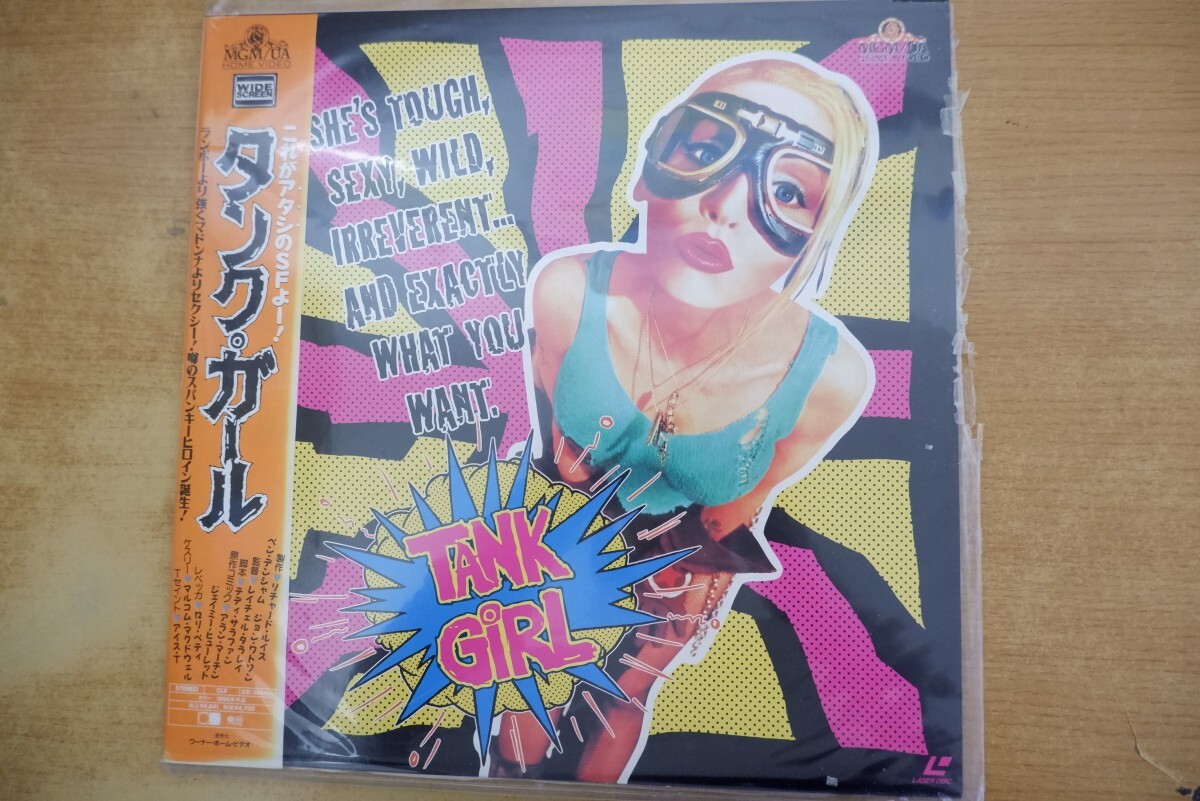 MGM/UA
HOME VIDEO
WIDE
SCREEN
これがアタシのSFよー!
タンク・ガール
ランボーより強くマドンナよりセクシー!噂のスパンキーヒロイン誕生!
製作♥リチャード・ルイス
ペン・デンシャム ジョン・ワトソン
監督♥レイチェル・タラレイ
脚本♥テディ・サラファン
原作コミック♥アラン・マーチン
ジェイミー・ヒューレット
レベッカ♥ロリ・ペティ
ケスリー♥マルコム・マクドウェル
Tセイント♥アイス・T
STEREO
CLV
ワーナー・ホーム・ビデオ
MGM/UA
HOME VIDEO
SHE'S TOUGH,
SEXY, WILD,
IRREVERENT...
AND EXACTLY
WHAT YOU
WANT.
TANK
GIRL
LASER DISC